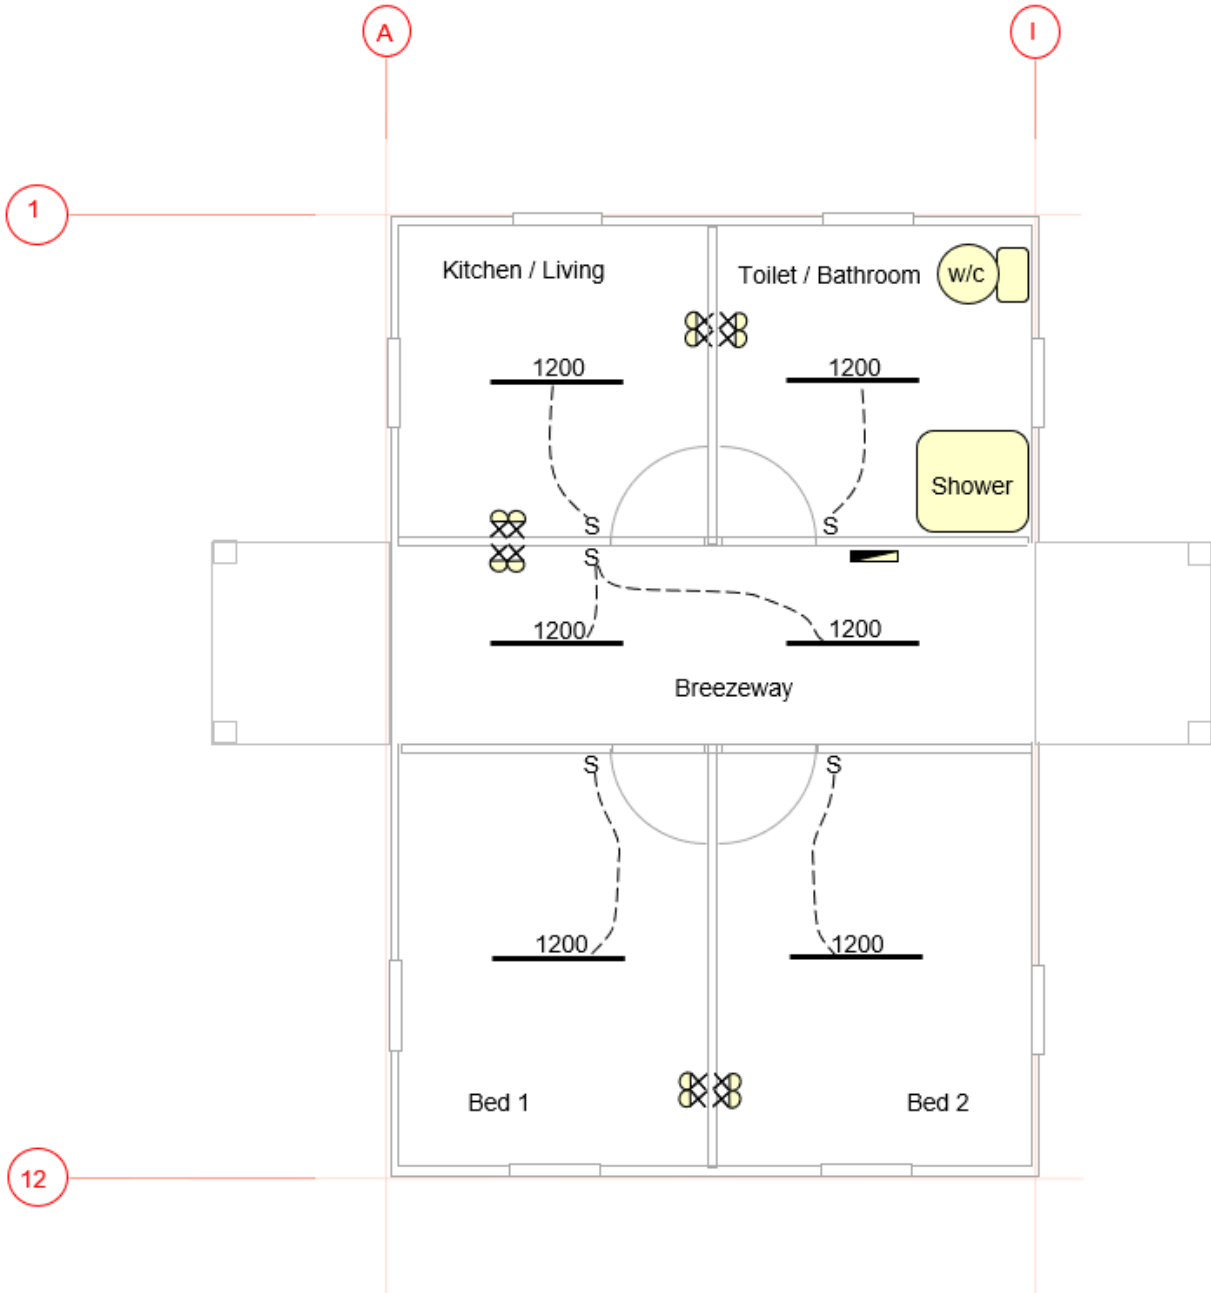 A
I
1
Kitchen / Living
Toilet / Bathroom
w/c
1200
1200
Shower
S
S
S
1200
1200
Breezeway
S
S
1200
1200
Bed 1
Bed 2
12